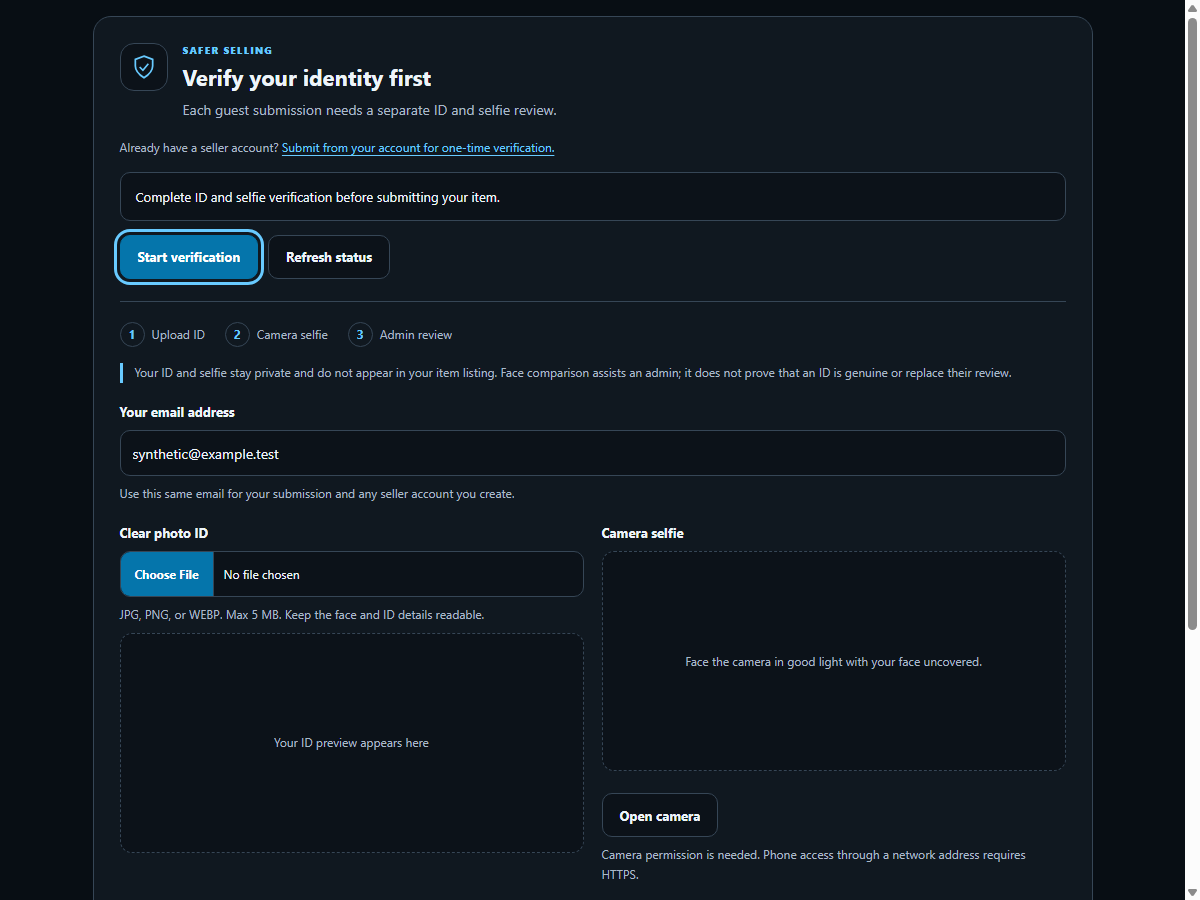 SAFER SELLING
Verify your identity first
Each guest submission needs a separate ID and selfie review.
Already have a seller account? Submit from your account for one-time verification.
Complete ID and selfie verification before submitting your item.
Start verification
Refresh status
1 Upload ID 2 Camera selfie 3 Admin review
Your ID and selfie stay private and do not appear in your item listing. Face comparison assists an admin; it does not prove that an ID is genuine or replace their review.
Your email address
synthetic@example.test
Use this same email for your submission and any seller account you create.
Clear photo ID
Choose File No file chosen
JPG, PNG, or WEBP. Max 5 MB. Keep the face and ID details readable.
Your ID preview appears here
Camera selfie
Face the camera in good light with your face uncovered.
Open camera
Camera permission is needed. Phone access through a network address requires
HTTPS.